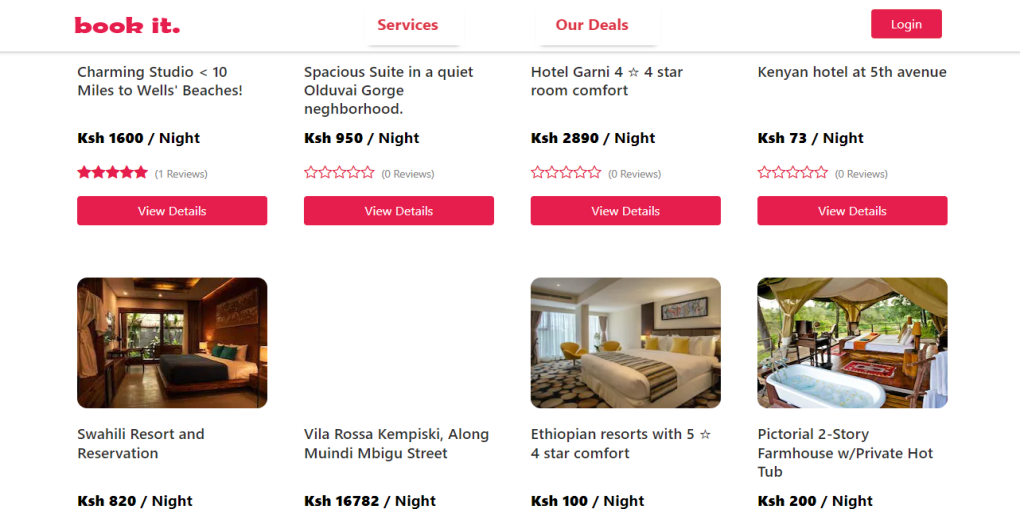 book it.
Services
Our Deals
Login
Charming Studio < 10
Miles to Wells' Beaches!
Ksh 1600 / Night
(1 Reviews)
View Details
Spacious Suite in a quiet
Olduvai Gorge
neghborhood.
Ksh 950 / Night
(0 Reviews)
View Details
Hotel Garni 4 ☆ 4 star
room comfort
Ksh 2890 / Night
(0 Reviews)
View Details
Kenyan hotel at 5th avenue
Ksh 73 / Night
(0 Reviews)
View Details
Swahili Resort and
Reservation
Ksh 820 / Night
Vila Rossa Kempiski, Along
Muindi Mbigu Street
Ksh 16782 / Night
Ethiopian resorts with 5 ☆
4 star comfort
Ksh 100 / Night
Pictorial 2-Story
Farmhouse w/Private Hot
Tub
Ksh 200 / Night